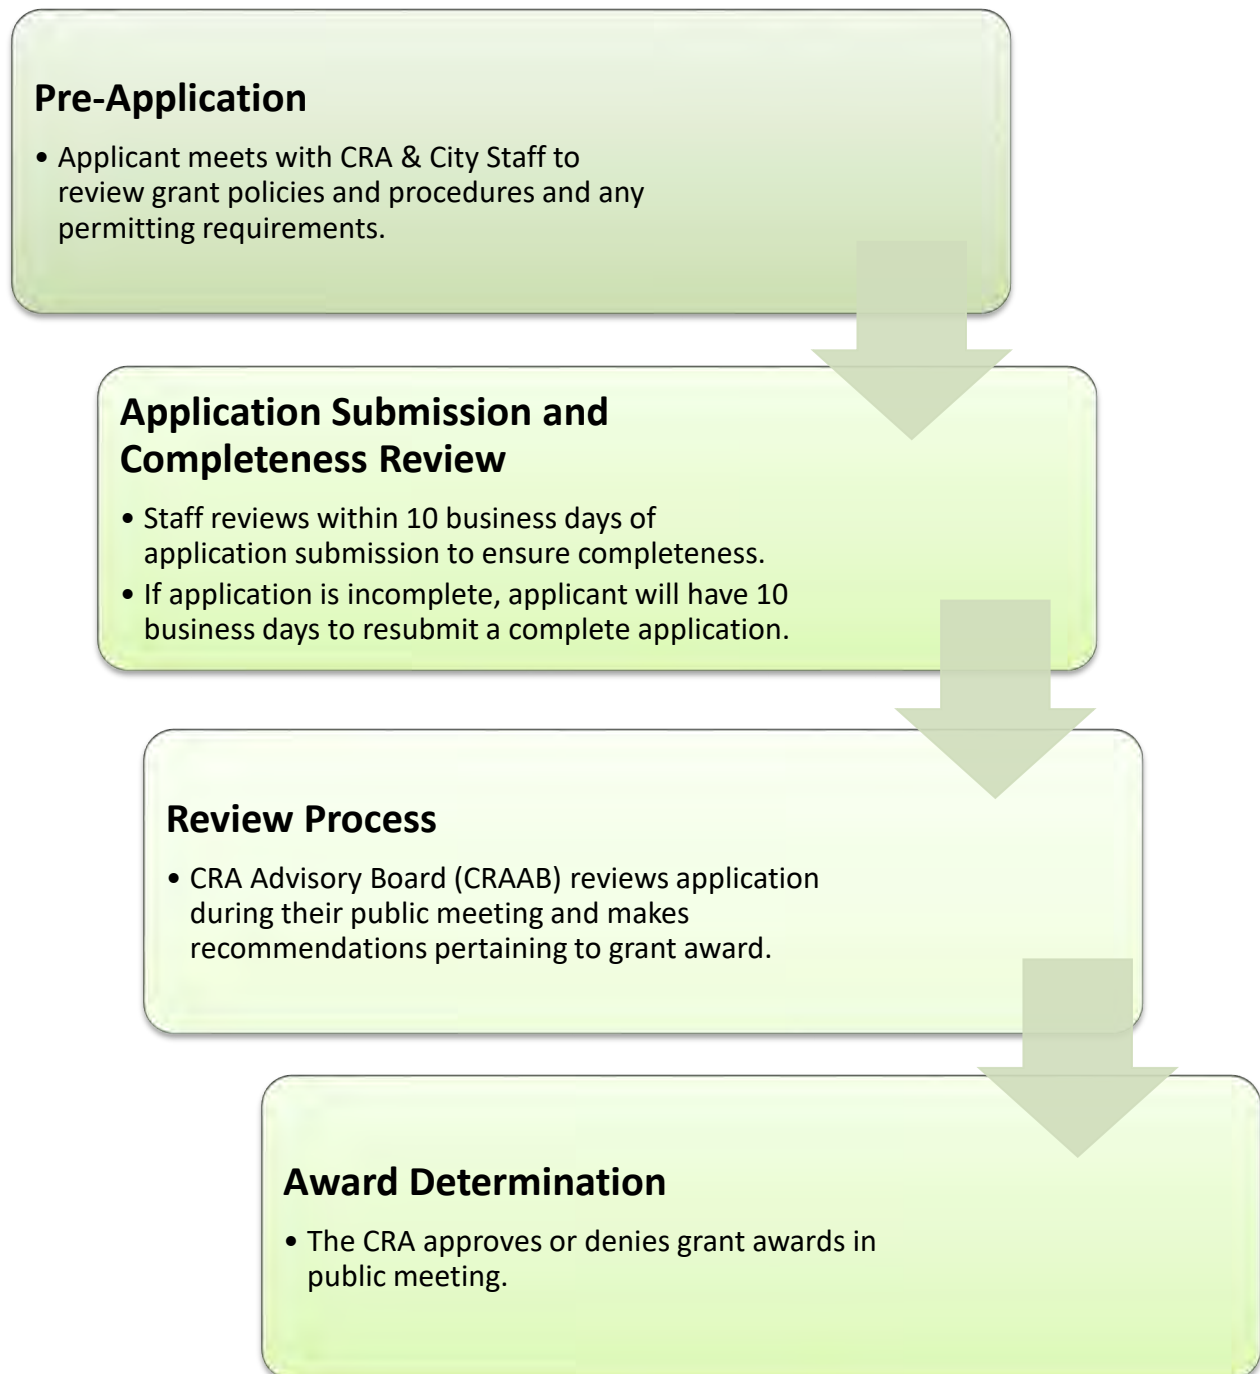 Pre-Application
• Applicant meets with CRA & City Staff to
review grant policies and procedures and any
permitting requirements.
Application Submission and
Completeness Review
• Staff reviews within 10 business days of
application submission to ensure completeness.
• If application is incomplete, applicant will have 10
business days to resubmit a complete application.
Review Process
• CRA Advisory Board (CRAAB) reviews application
during their public meeting and makes
recommendations pertaining to grant award.
Award Determination
• The CRA approves or denies grant awards in
public meeting.